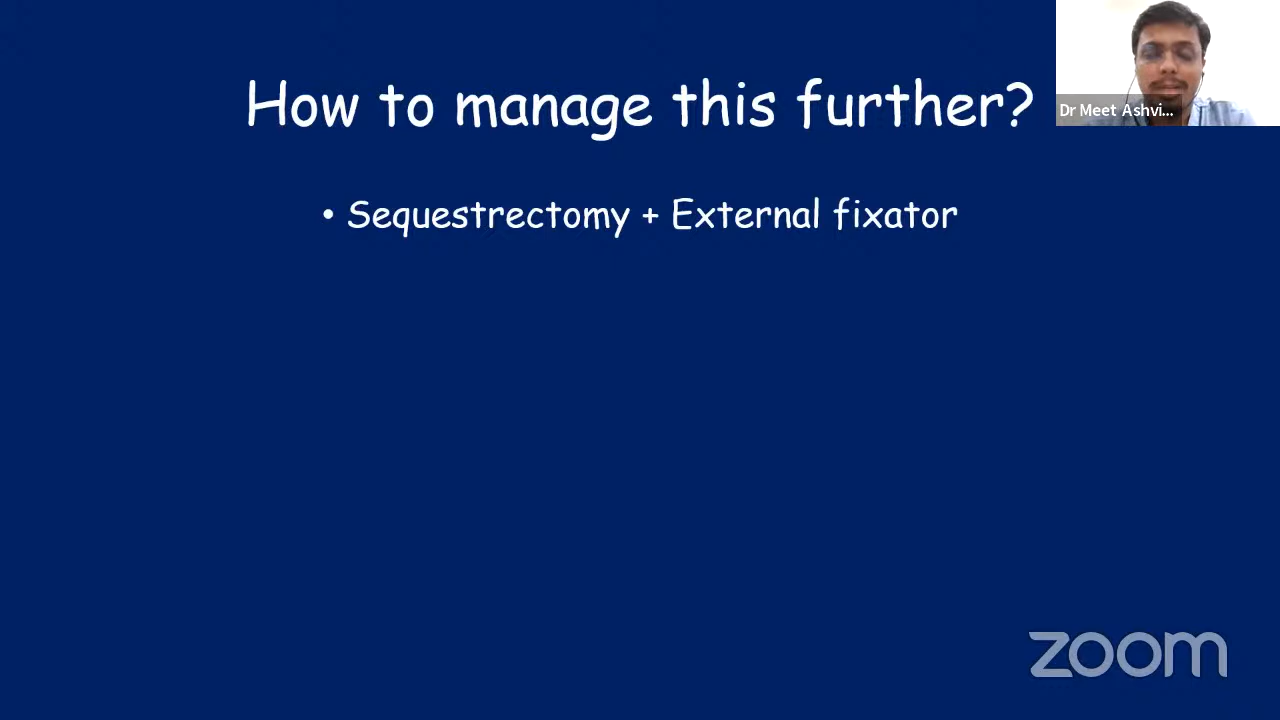 How to manage this further?
Dr Meet Ashvi...
• Sequestrectomy + External fixator
zoom